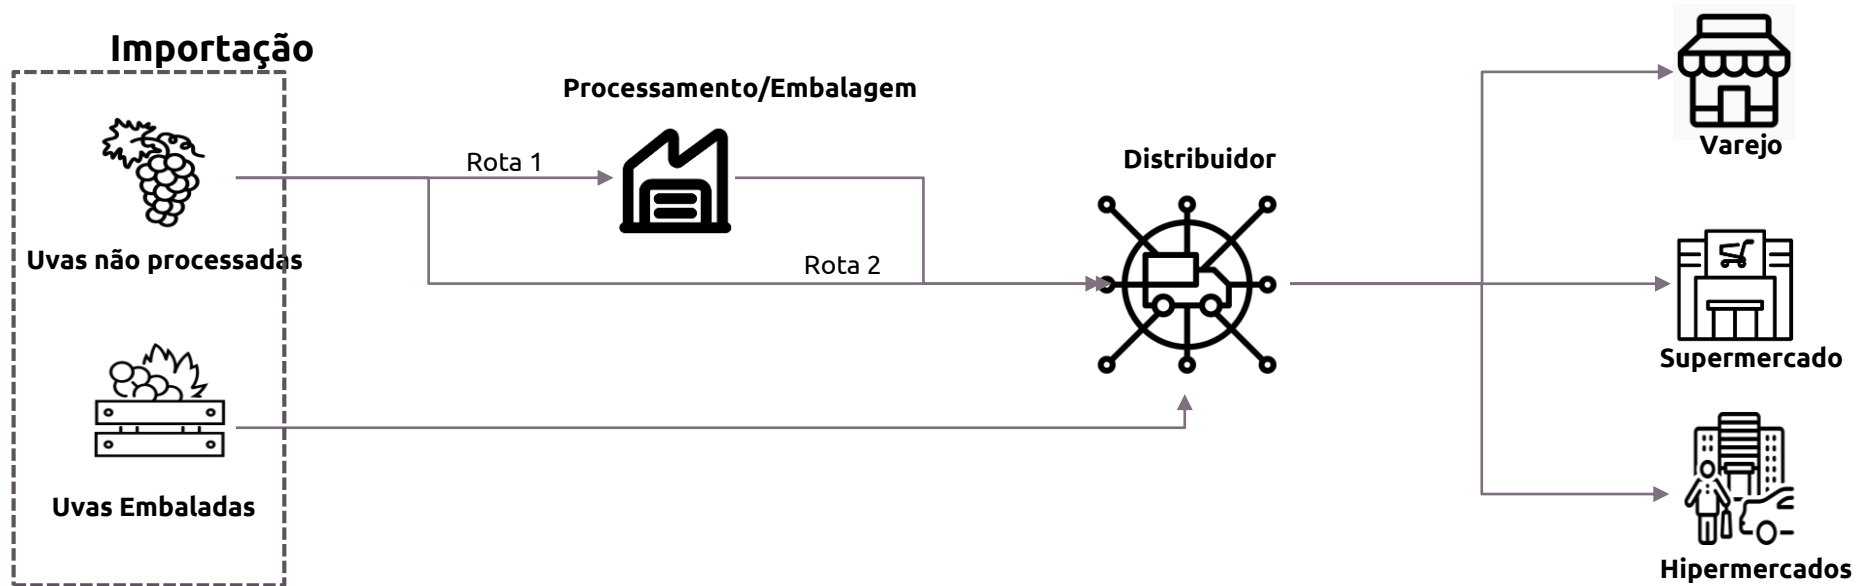 Importação
Processamento/Embalagem
Rota 1
Distribuidor
Varejo
Uvas não processadas
Rota 2
Supermercado
Uvas Embaladas
Hipermercados